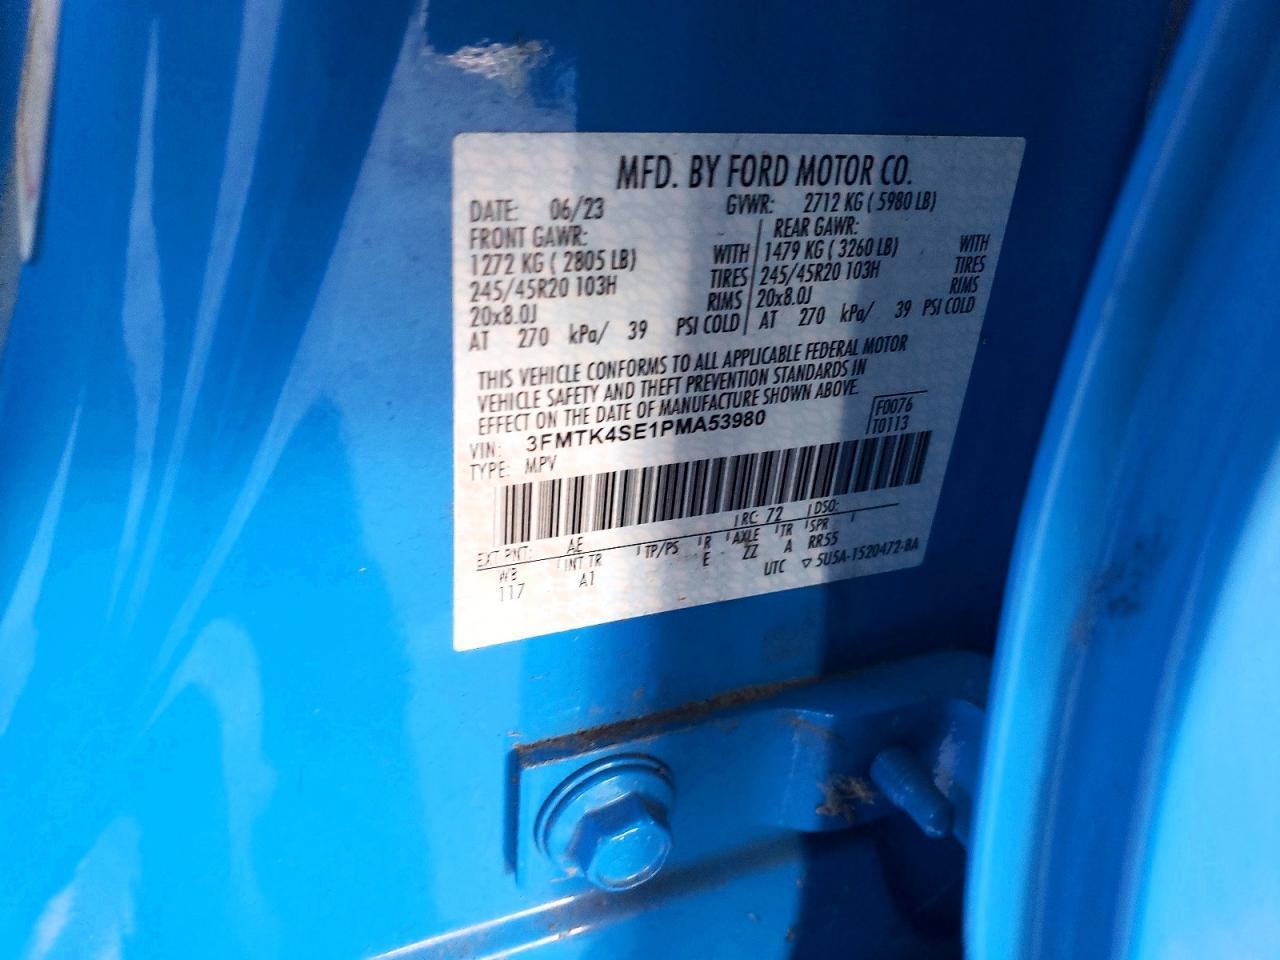 MFD. BY FORD MOTOR CO.
DATE: 06/23 GVWR: 2712 KG ( 5980 LB)
FRONT GAWR: REAR GAWR:
1272 KG ( 2805 LB) WITH 1479 KG ( 3260 LB) WITH
245/45R20 103H TIRES 245/45R20 103H TIRES
20x8.0J RIMS 20x8.0J RIMS
AT 270 kPa/ 39 PSI COLD AT 270 kPa/ 39 PSI COLD
THIS VEHICLE CONFORMS TO ALL APPLICABLE FEDERAL MOTOR
VEHICLE SAFETY AND THEFT PREVENTION STANDARDS IN
EFFECT ON THE DATE OF MANUFACTURE SHOWN ABOVE.
VIN: 3FMTK4SE1PMA53980 F0076
TYPE: MPV T0113
EXT PNT: AE RC: 72 DSO:
WB INT TR TP/PS R AXLE TR SPR
117 A1 E ZZ A RR55
UTC ▽ 5U5A-1520472-BA